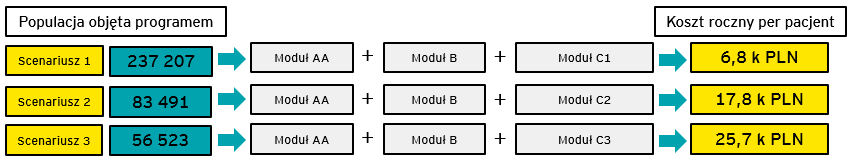 Populacja objęta programem
Koszt roczny per pacjent
Scenariusz 1 237 207 Moduł AA + Moduł B + Moduł C1 6,8 k PLN
Scenariusz 2 83 491 Moduł AA + Moduł B + Moduł C2 17,8 k PLN
Scenariusz 3 56 523 Moduł AA + Moduł B + Moduł C3 25,7 k PLN